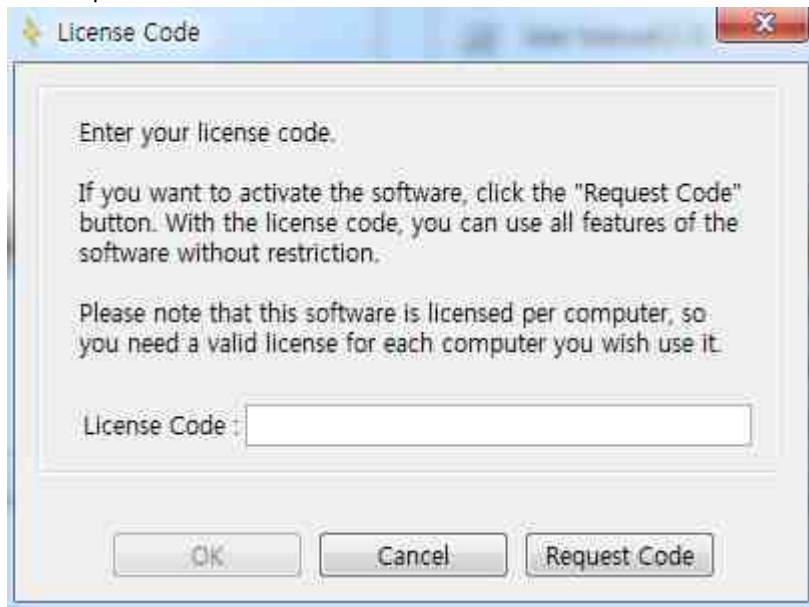 License Code
Enter your license code.
If you want to activate the software, click the "Request Code"
button. With the license code, you can use all features of the
software without restriction.
Please note that this software is licensed per computer, so
you need a valid license for each computer you wish use it.
License Code :
OK
Cancel
Request Code